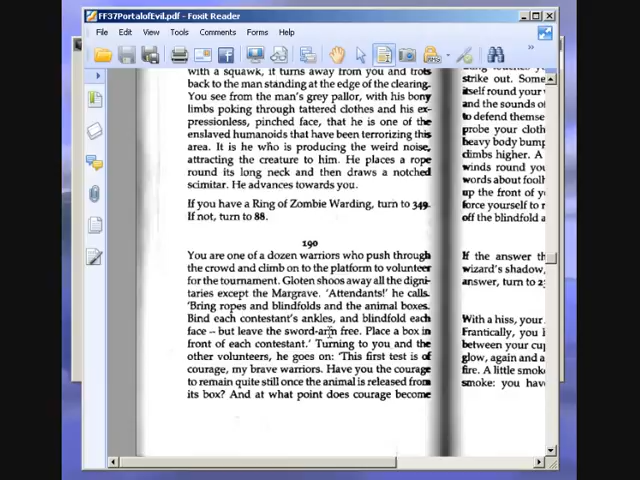 FF37PortalofEvil.pdf - Foxit Reader
File Edit View Tools Comments Forms Help
with a squawk, it turns away from you and trots
back to the man standing at the edge of the clearing.
You see from the man's grey pallor, with his bony
limbs poking through tattered clothes and his ex-
pressionless, pinched face, that he is one of the
enslaved humanoids that have been terrorizing this
area. It is he who is producing the weird noise,
attracting the creature to him. He places a rope
round its long neck and then draws a notched
scimitar. He advances towards you.
If you have a Ring of Zombie Warding, turn to 349.
If not, turn to 88.
190
You are one of a dozen warriors who push through
the crowd and climb on to the platform to volunteer
for the tournament. Gloten shoos away all the digni-
taries except the Margrave. 'Attendants!' he calls.
'Bring ropes and blindfolds and the animal boxes.
Bind each contestant's ankles, and blindfold each
face – but leave the sword-arm free. Place a box in
front of each contestant.' Turning to you and the
other volunteers, he goes on: 'This first test is of
courage, my brave warriors. Have you the courage
to remain quite still once the animal is released from
its box? And at what point does courage become
strike out. Some
itself round your
and the sounds of
to defend themse
probe your cloth
heavy body bump
climbs higher. A
winds round you
words about foolh
up the front of yo
force yourself to r
off the blindfold a
If the answer th
wizard's shadow,
answer, turn to 2
With a hiss, your
Frantically, you
between your cup
glow, again and a
fire. A little smoke
smoke: you have